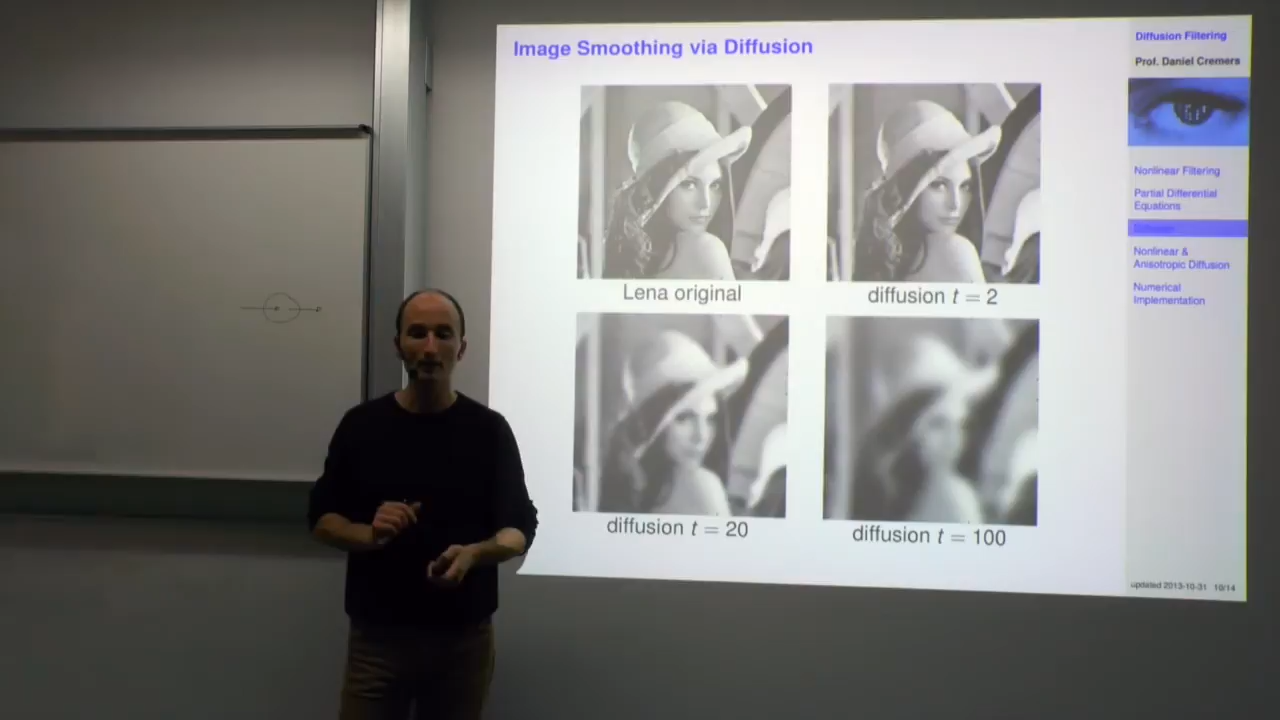 Image Smoothing via Diffusion
Lena original
diffusion t = 2
diffusion t = 20
diffusion t = 100
Diffusion Filtering
Prof. Daniel Cremers
Nonlinear Filtering
Partial Differential
Equations
Diffusion
Nonlinear &
Anisotropic Diffusion
Numerical
Implementation
updated 2013-10-31 10/14